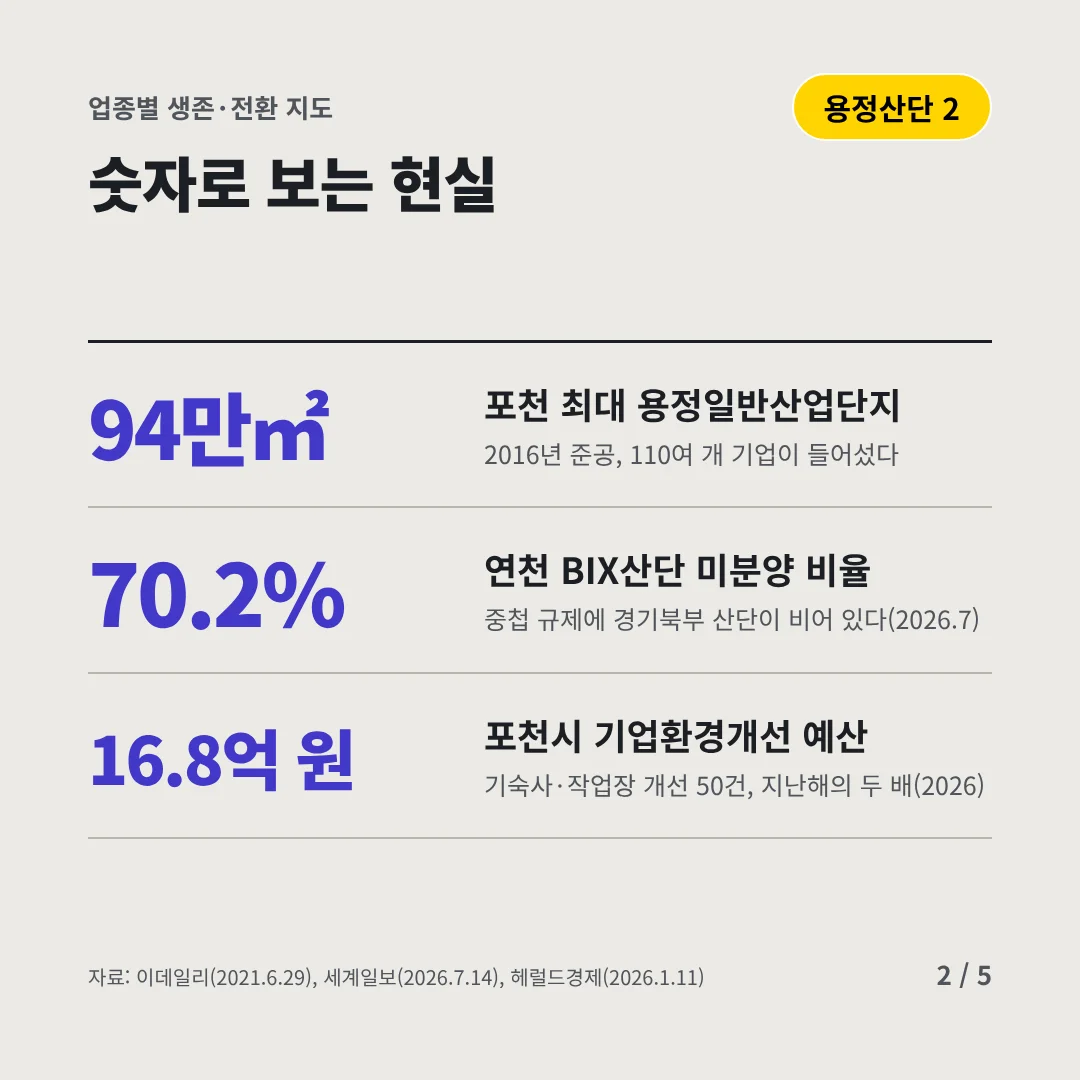 업종별 생존·전환 지도
용정산단 2
숫자로 보는 현실
94만㎡
포천 최대 용정일반산업단지
2016년 준공, 110여 개 기업이 들어섰다
70.2%
연천 BIX산단 미분양 비율
중첩 규제에 경기북부 산단이 비어 있다(2026.7)
16.8억 원
포천시 기업환경개선 예산
기숙사·작업장 개선 50건, 지난해의 두 배(2026)
자료: 이데일리(2021.6.29), 세계일보(2026.7.14), 헤럴드경제(2026.1.11)
2 / 5